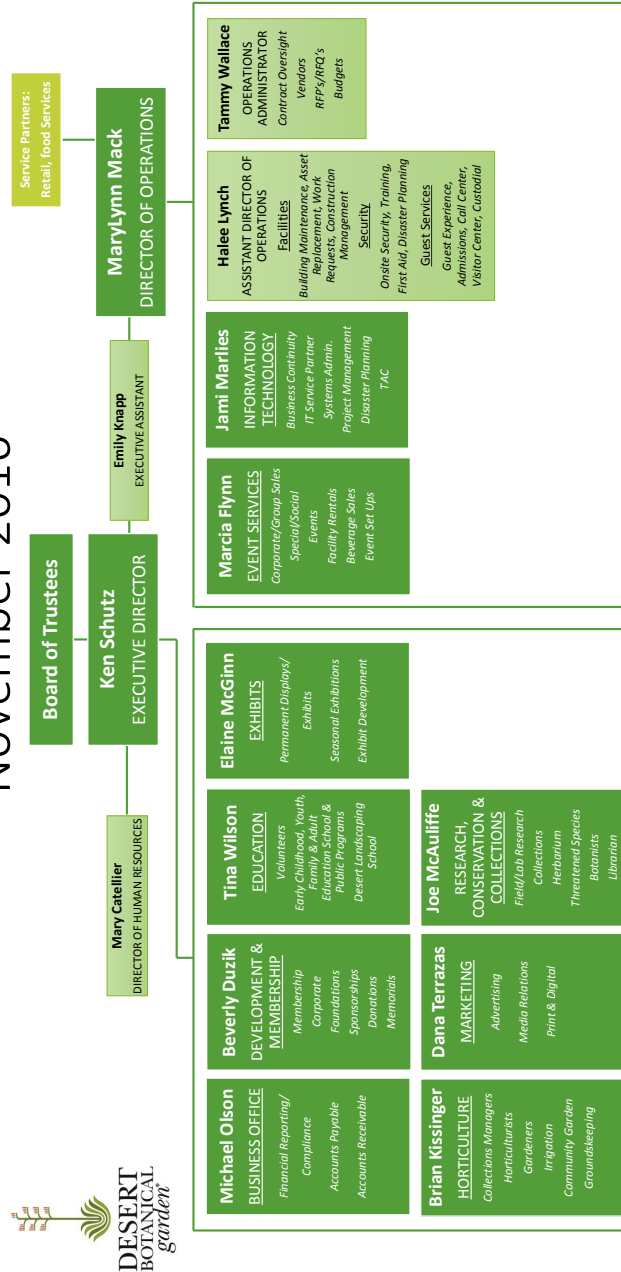 November 2016
DESERT
BOTANICAL
garden®
Board of Trustees
Ken Schutz
EXECUTIVE DIRECTOR
Mary Catellier
DIRECTOR OF HUMAN RESOURCES
Emily Knapp
EXECUTIVE ASSISTANT
Service Partners:
Retail, food Services
MaryLynn Mack
DIRECTOR OF OPERATIONS
Michael Olson
BUSINESS OFFICE
Financial Reporting/
Compliance
Accounts Payable
Accounts Receivable
Beverly Duzik
DEVELOPMENT &
MEMBERSHIP
Membership
Corporate
Foundations
Sponsorships
Donations
Memorials
Tina Wilson
EDUCATION
Volunteers
Early Childhood, Youth,
Family & Adult
Education School &
Public Programs
Desert Landscaping
School
Elaine McGinn
EXHIBITS
Permanent Displays/
Exhibits
Seasonal Exhibitions
Exhibit Development
Brian Kissinger
HORTICULTURE
Collections Managers
Horticulturists
Gardeners
Irrigation
Community Garden
Groundskeeping
Dana Terrazas
MARKETING
Advertising
Media Relations
Print & Digital
Joe McAuliffe
RESEARCH,
CONSERVATION &
COLLECTIONS
Field/Lab Research
Collections
Herbarium
Threatened Species
Botanists
Librarian
Marcia Flynn
EVENT SERVICES
Corporate/Group Sales
Special/Social
Events
Facility Rentals
Beverage Sales
Event Set Ups
Jami Marlies
INFORMATION
TECHNOLOGY
Business Continuity
IT Service Partner
Systems Admin.
Project Management
Disaster Planning
TAC
Halee Lynch
ASSISTANT DIRECTOR OF
OPERATIONS
Facilities
Building Maintenance, Asset
Replacement, Work
Requests, Construction
Management
Security
Onsite Security, Training,
First Aid, Disaster Planning
Guest Services
Guest Experience,
Admissions, Call Center,
Visitor Center, Custodial
Tammy Wallace
OPERATIONS
ADMINISTRATOR
Contract Oversight
Vendors
RFP's/RFQ's
Budgets